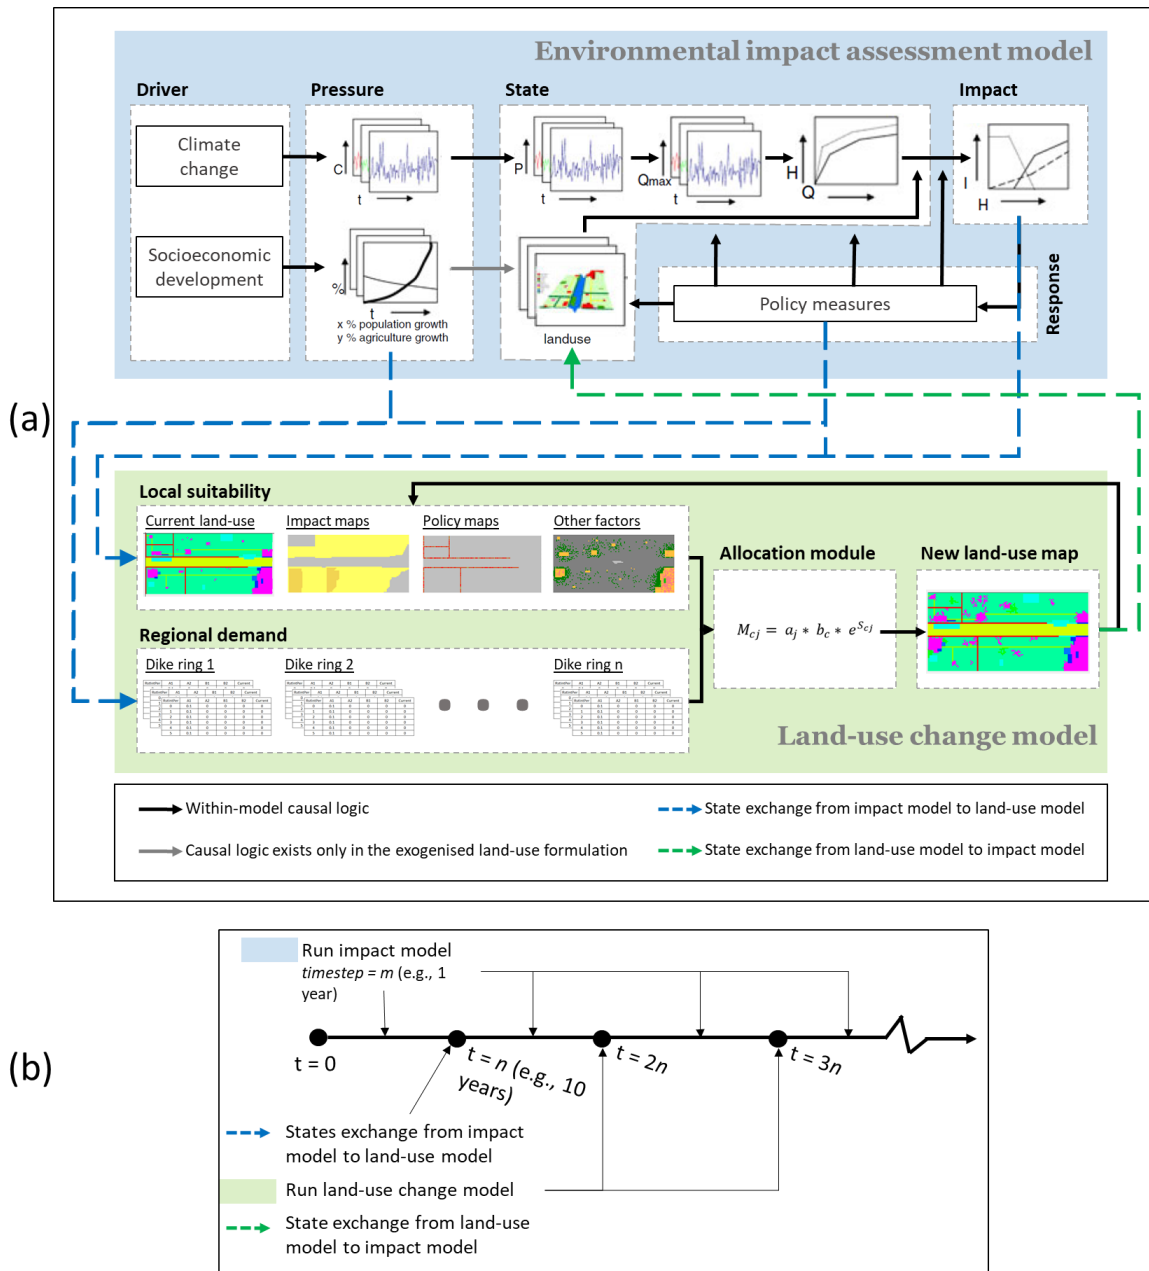 (a)
Environmental impact assessment model
Driver
Pressure
State
Impact
Climate
change
C
t
P
t
Qmax
t
H
Q
I
H
Socioeconomic
development
%
t
x % population growth
y % agriculture growth
landuse
Policy measures
Response
Local suitability
Current land-use
Impact maps
Policy maps
Other factors
Allocation module
New land-use map
M_{cj} = a_j * b_c * e^{S_{cj}}
Regional demand
Dike ring 1
Dike ring 2
Dike ring n
Land-use change model
Within-model causal logic
State exchange from impact model to land-use model
Causal logic exists only in the exogenised land-use formulation
State exchange from land-use model to impact model
(b)
Run impact model
timestep = m (e.g., 1
year)
t = 0
t = n (e.g., 10
years)
t = 2n
t = 3n
States exchange from impact
model to land-use model
Run land-use change model
State exchange from land-use
model to impact model